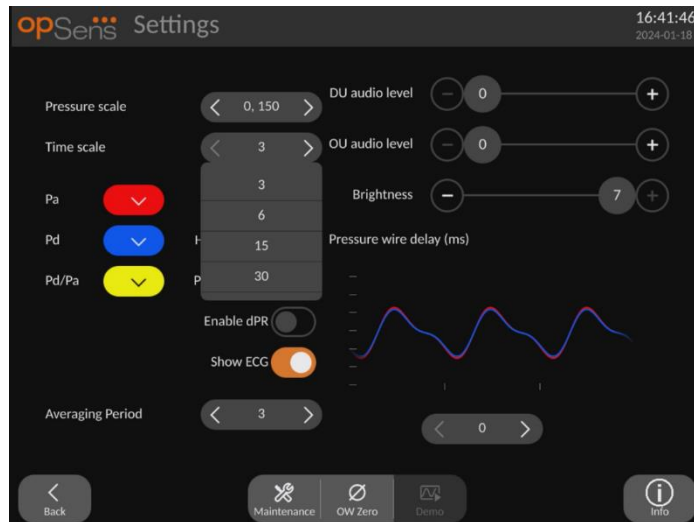 opSens Settings
16:41:46
2024-01-18
Pressure scale
0, 150
DU audio level
0
Time scale
3
OU audio level
0
3
6
15
30
Pa
Brightness
7
Pd
H
Pressure wire delay (ms)
Pd/Pa
P
Enable dPR
Show ECG
Averaging Period
3
0
Back
Maintenance
OW Zero
Demo
Info